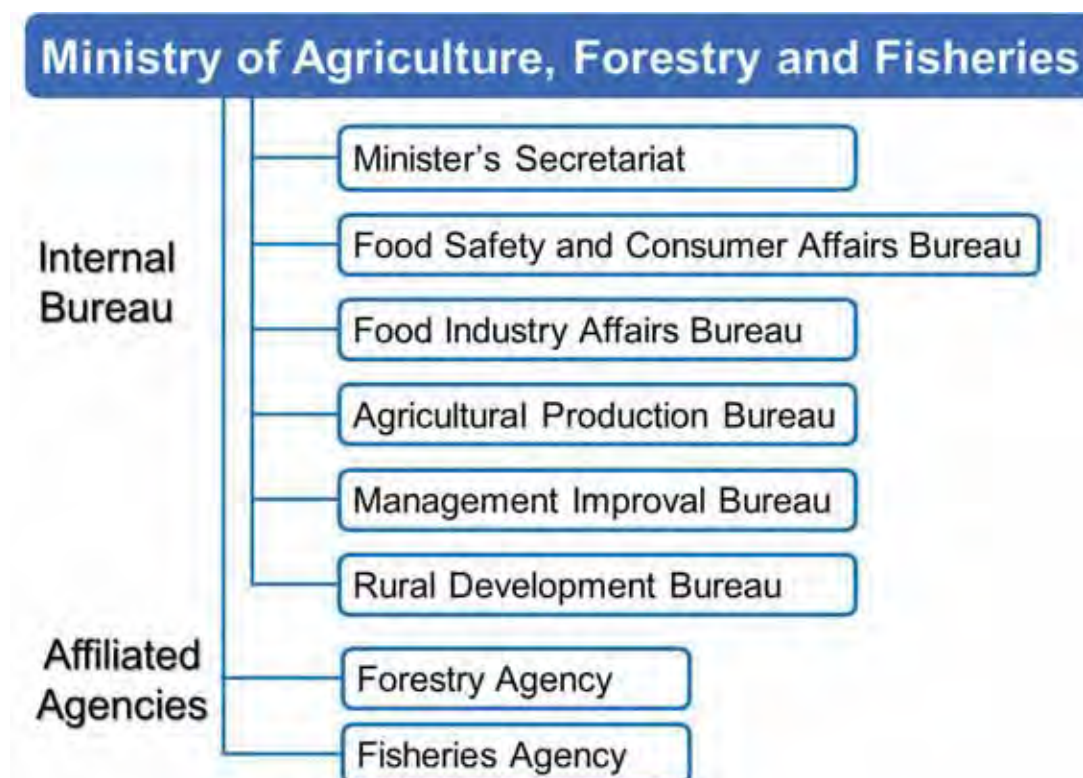 Ministry of Agriculture, Forestry and Fisheries
Internal
Bureau
Minister's Secretariat
Food Safety and Consumer Affairs Bureau
Food Industry Affairs Bureau
Agricultural Production Bureau
Management Improval Bureau
Rural Development Bureau
Affiliated
Agencies
Forestry Agency
Fisheries Agency